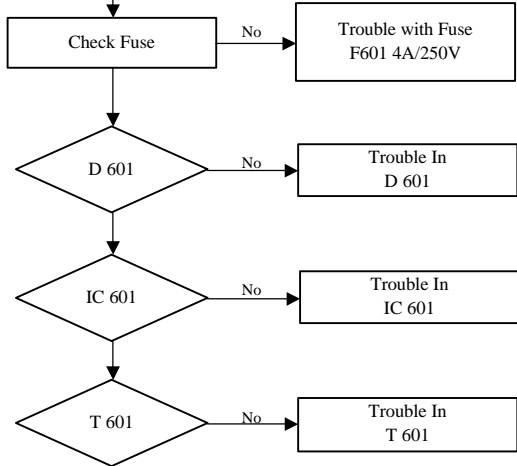 Check Fuse
No
Trouble with Fuse
F601 4A/250V
D 601
No
Trouble In
D 601
IC 601
No
Trouble In
IC 601
T 601
No
Trouble In
T 601